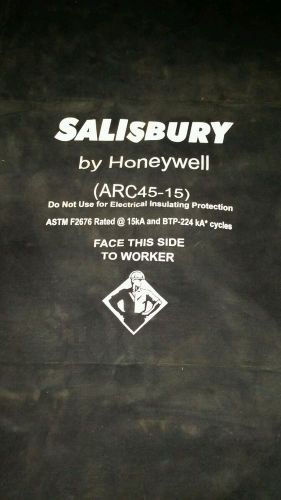 SALISBURY
by Honeywell
(ARC45-15)
Do Not Use for Electrical Insulating Protection
ASTM F2676 Rated @ 15kA and BTP-224 kA* cycles
FACE THIS SIDE
TO WORKER